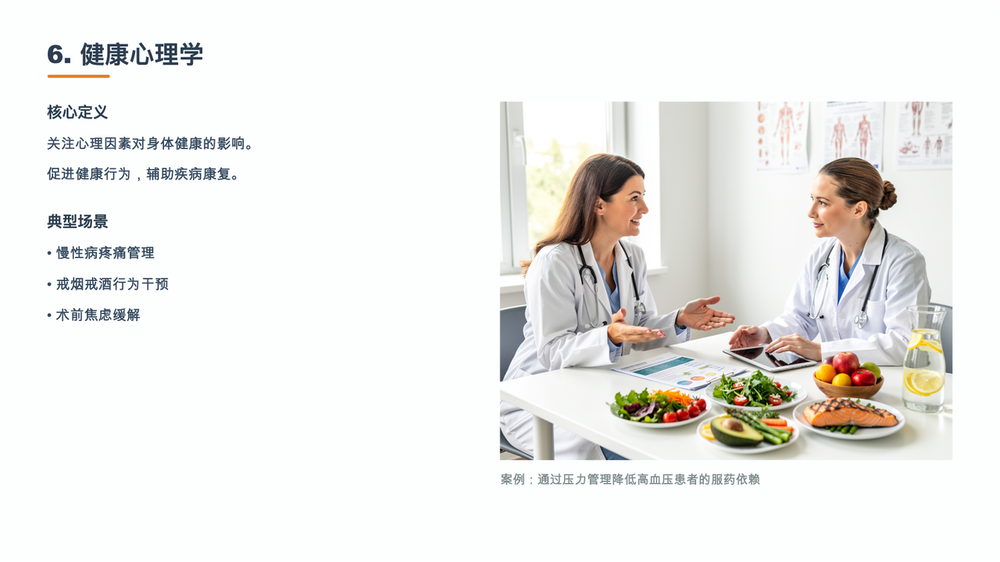 6. 健康心理学
核心定义
关注心理因素对身体健康的影响。
促进健康行为，辅助疾病康复。
典型场景
• 慢性病疼痛管理
• 戒烟戒酒行为干预
• 术前焦虑缓解
案例：通过压力管理降低高血压患者的服药依赖